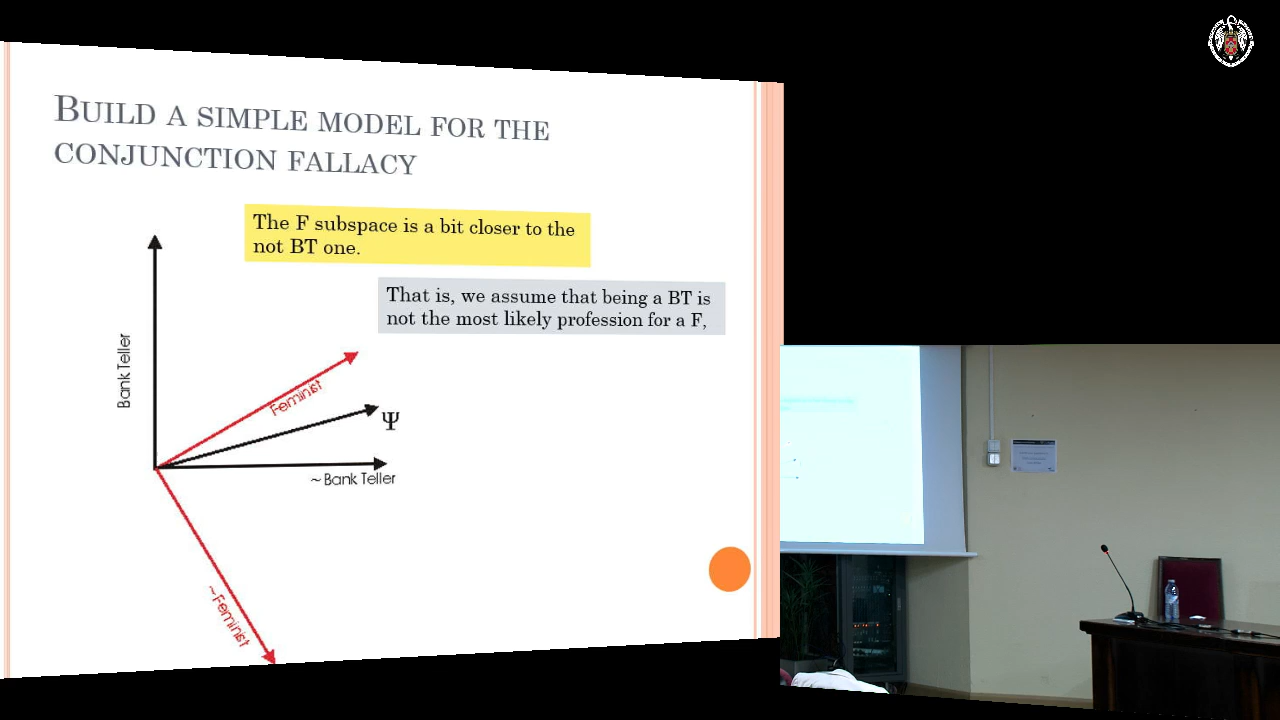 BUILD A SIMPLE MODEL FOR THE
CONJUNCTION FALLACY
The F subspace is a bit closer to the
not BT one.
That is, we assume that being a BT is
not the most likely profession for a F,
Bank Teller
Feminist
Ψ
~ Bank Teller
~ Feminist